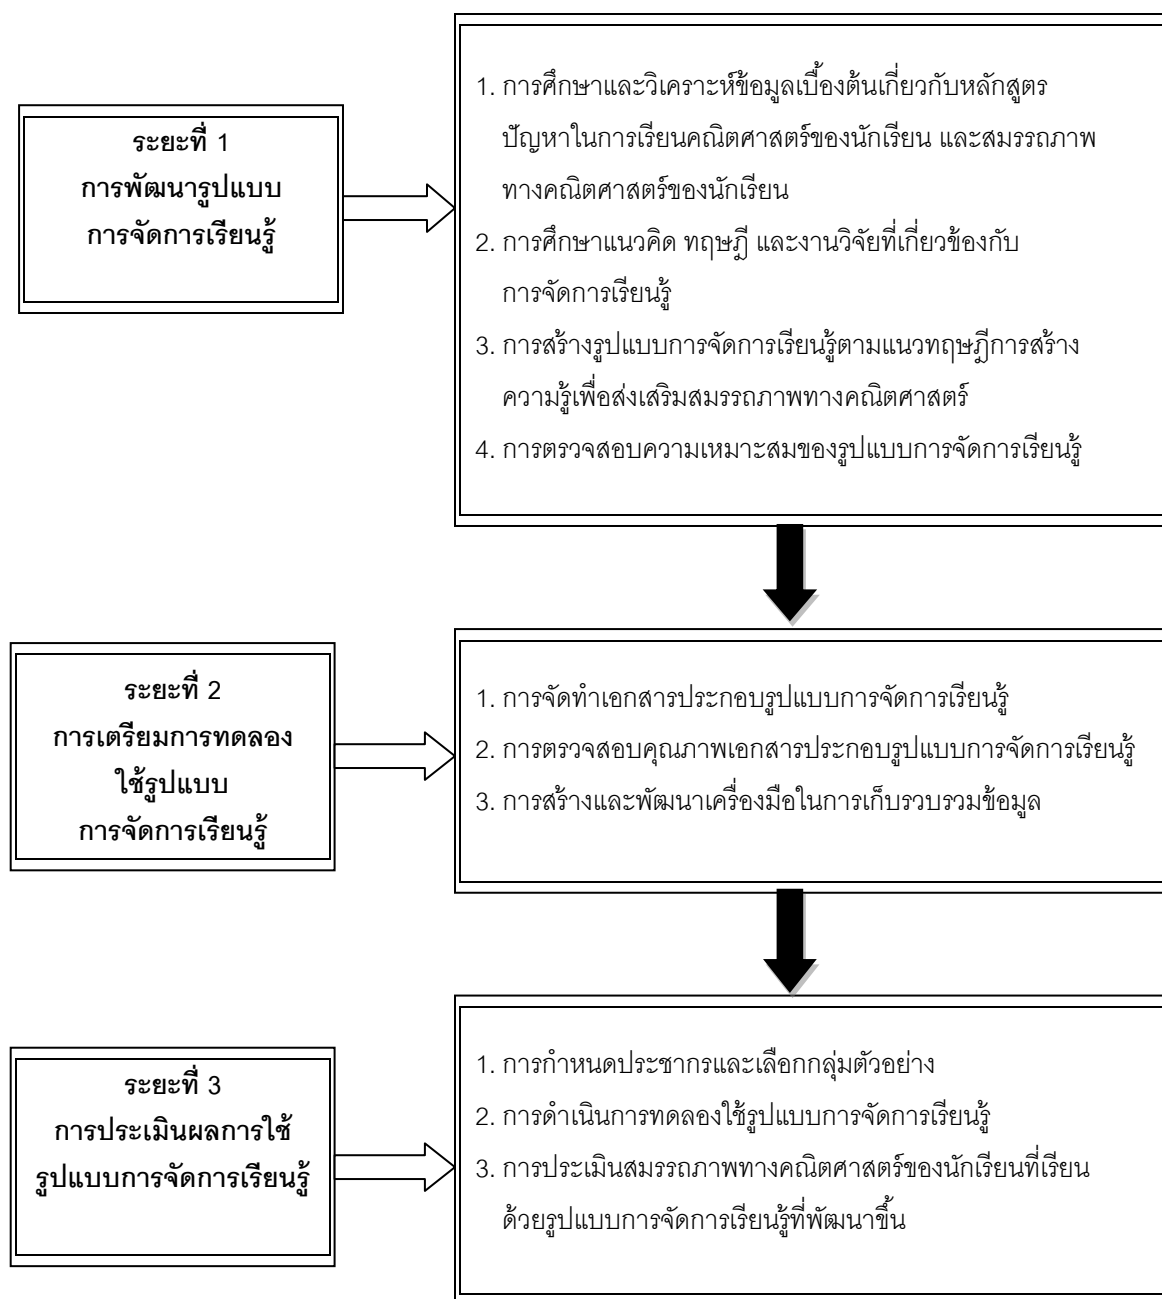 ระยะที่ 1
การพัฒนารูปแบบ
การจัดการเรียนรู้
1. การศึกษาและวิเคราะห์ข้อมูลเบื้องต้นเกี่ยวกับหลักสูตร
ปัญหาในการเรียนคณิตศาสตร์ของนักเรียน และสมรรถภาพ
ทางคณิตศาสตร์ของนักเรียน
2. การศึกษาแนวคิด ทฤษฎี และงานวิจัยที่เกี่ยวข้องกับ
การจัดการเรียนรู้
3. การสร้างรูปแบบการจัดการเรียนรู้ตามแนวทฤษฎีการสร้าง
ความรู้เพื่อส่งเสริมสมรรถภาพทางคณิตศาสตร์
4. การตรวจสอบความเหมาะสมของรูปแบบการจัดการเรียนรู้
ระยะที่ 2
การเตรียมการทดลอง
ใช้รูปแบบ
การจัดการเรียนรู้
1. การจัดทำเอกสารประกอบรูปแบบการจัดการเรียนรู้
2. การตรวจสอบคุณภาพเอกสารประกอบรูปแบบการจัดการเรียนรู้
3. การสร้างและพัฒนาเครื่องมือในการเก็บรวบรวมข้อมูล
ระยะที่ 3
การประเมินผลการใช้
รูปแบบการจัดการเรียนรู้
1. การกำหนดประชากรและเลือกกลุ่มตัวอย่าง
2. การดำเนินการทดลองใช้รูปแบบการจัดการเรียนรู้
3. การประเมินสมรรถภาพทางคณิตศาสตร์ของนักเรียนที่เรียน
ด้วยรูปแบบการจัดการเรียนรู้ที่พัฒนาขึ้น